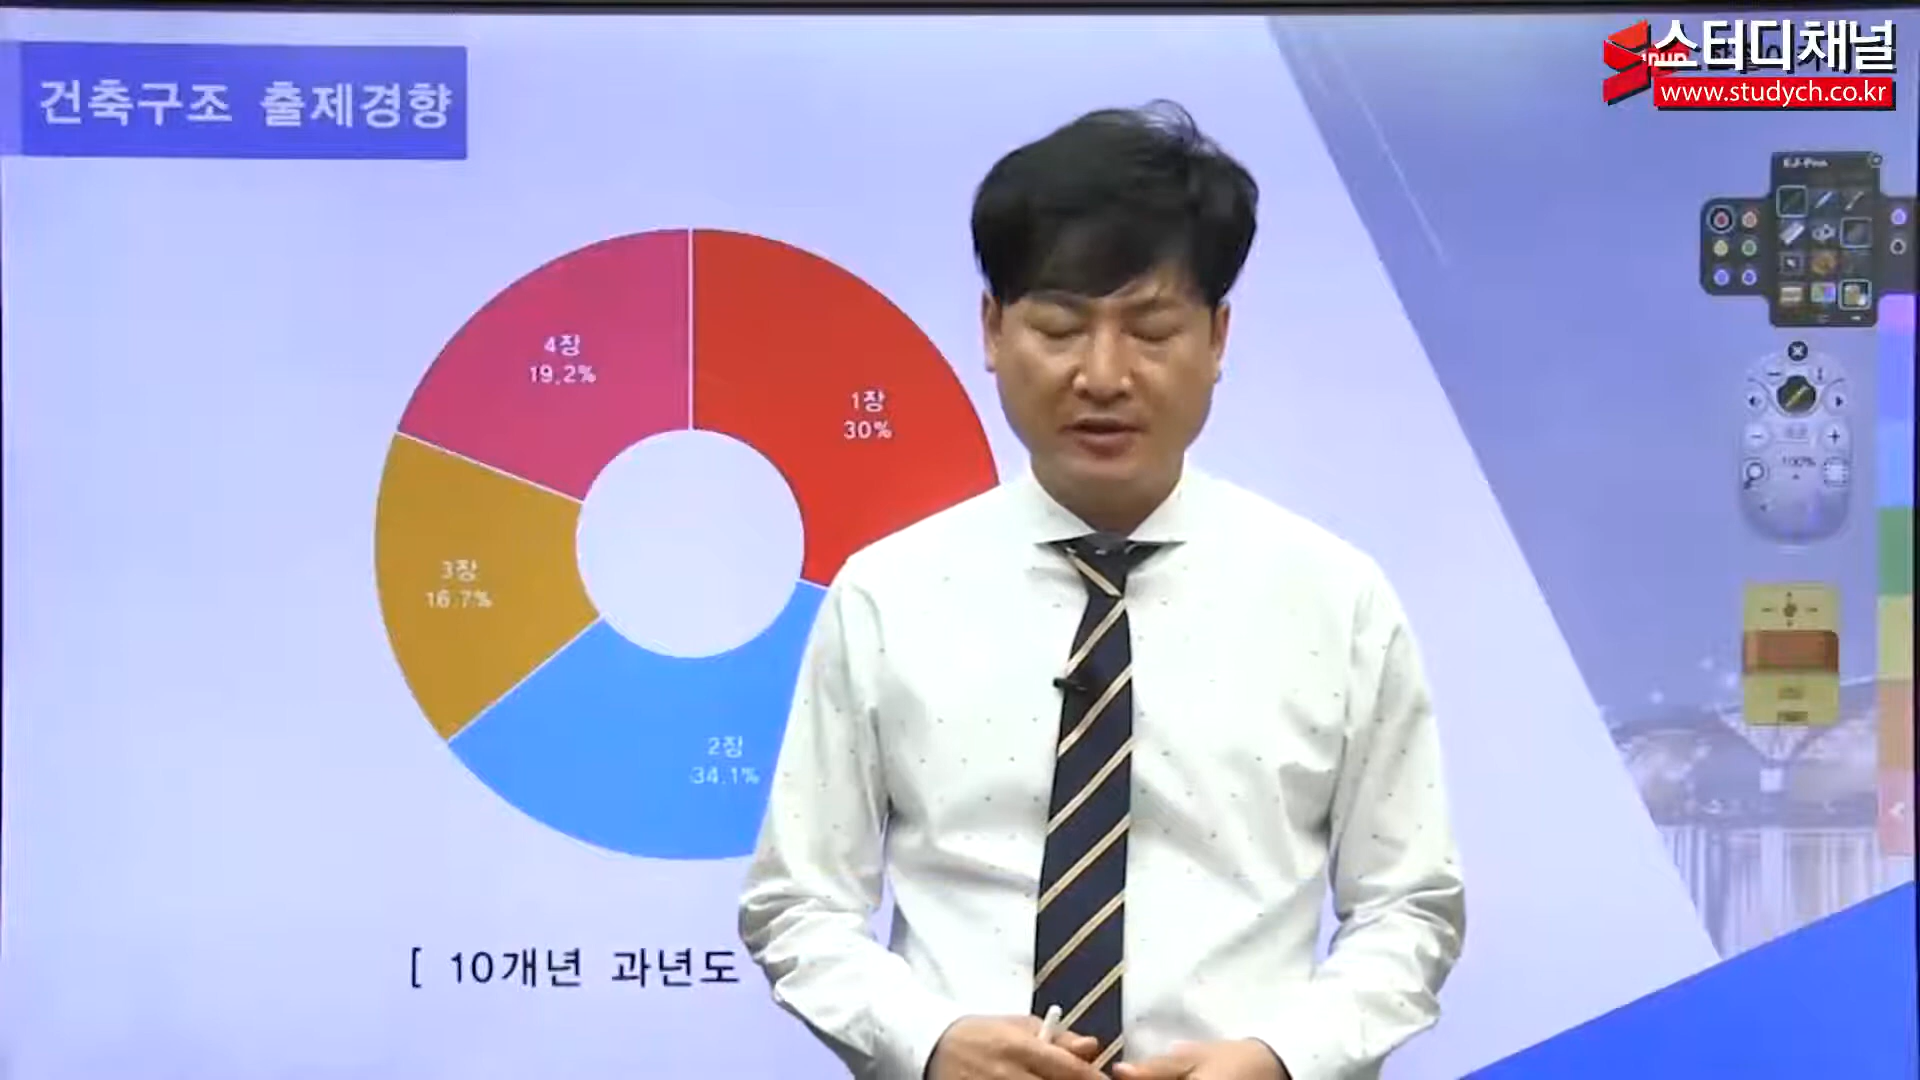 스터디채널
www.studych.co.kr
건축구조 출제경향
4장
19.2%
1장
30%
3장
16.7%
2장
34.1%
[ 10개년 과년도
100%